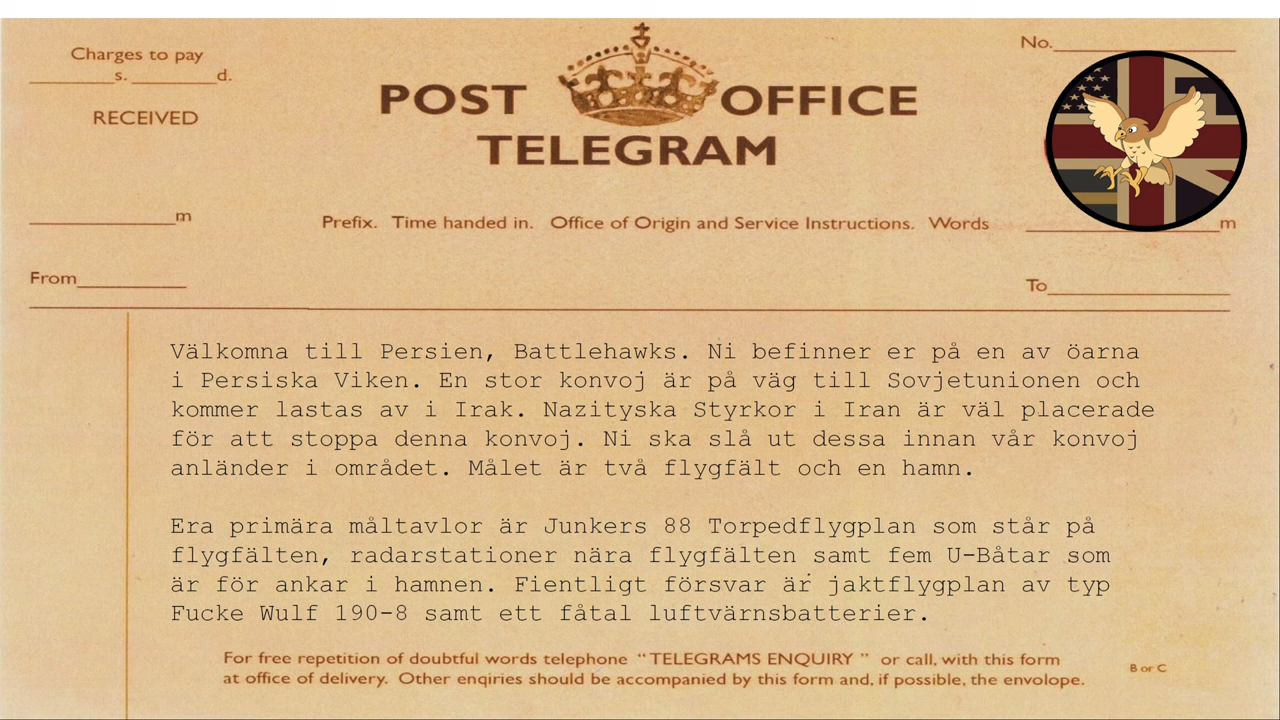 Charges to pay
s. d.
RECEIVED
No.
POST OFFICE
TELEGRAM
m
Prefix. Time handed in. Office of Origin and Service Instructions. Words
m
From
To
Välkomna till Persien, Battlehawks. Ni befinner er på en av öarna
i Persiska Viken. En stor konvoj är på väg till Sovjetunionen och
kommer lastas av i Irak. Nazityska Styrkor i Iran är väl placerade
för att stoppa denna konvoj. Ni ska slå ut dessa innan vår konvoj
anländer i området. Målet är två flygfält och en hamn.
Era primära måltavlor är Junkers 88 Torpedflygplan som står på
flygfälten, radarstationer nära flygfälten samt fem U-Båtar som
är för ankar i hamnen. Fientligt försvar är jaktflygplan av typ
Fucke Wulf 190-8 samt ett fåtal luftvärnsbatterier.
For free repetition of doubtful words telephone "TELEGRAMS ENQUIRY" or call, with this form
at office of delivery. Other enqiries should be accompanied by this form and, if possible, the envolope.
B or C